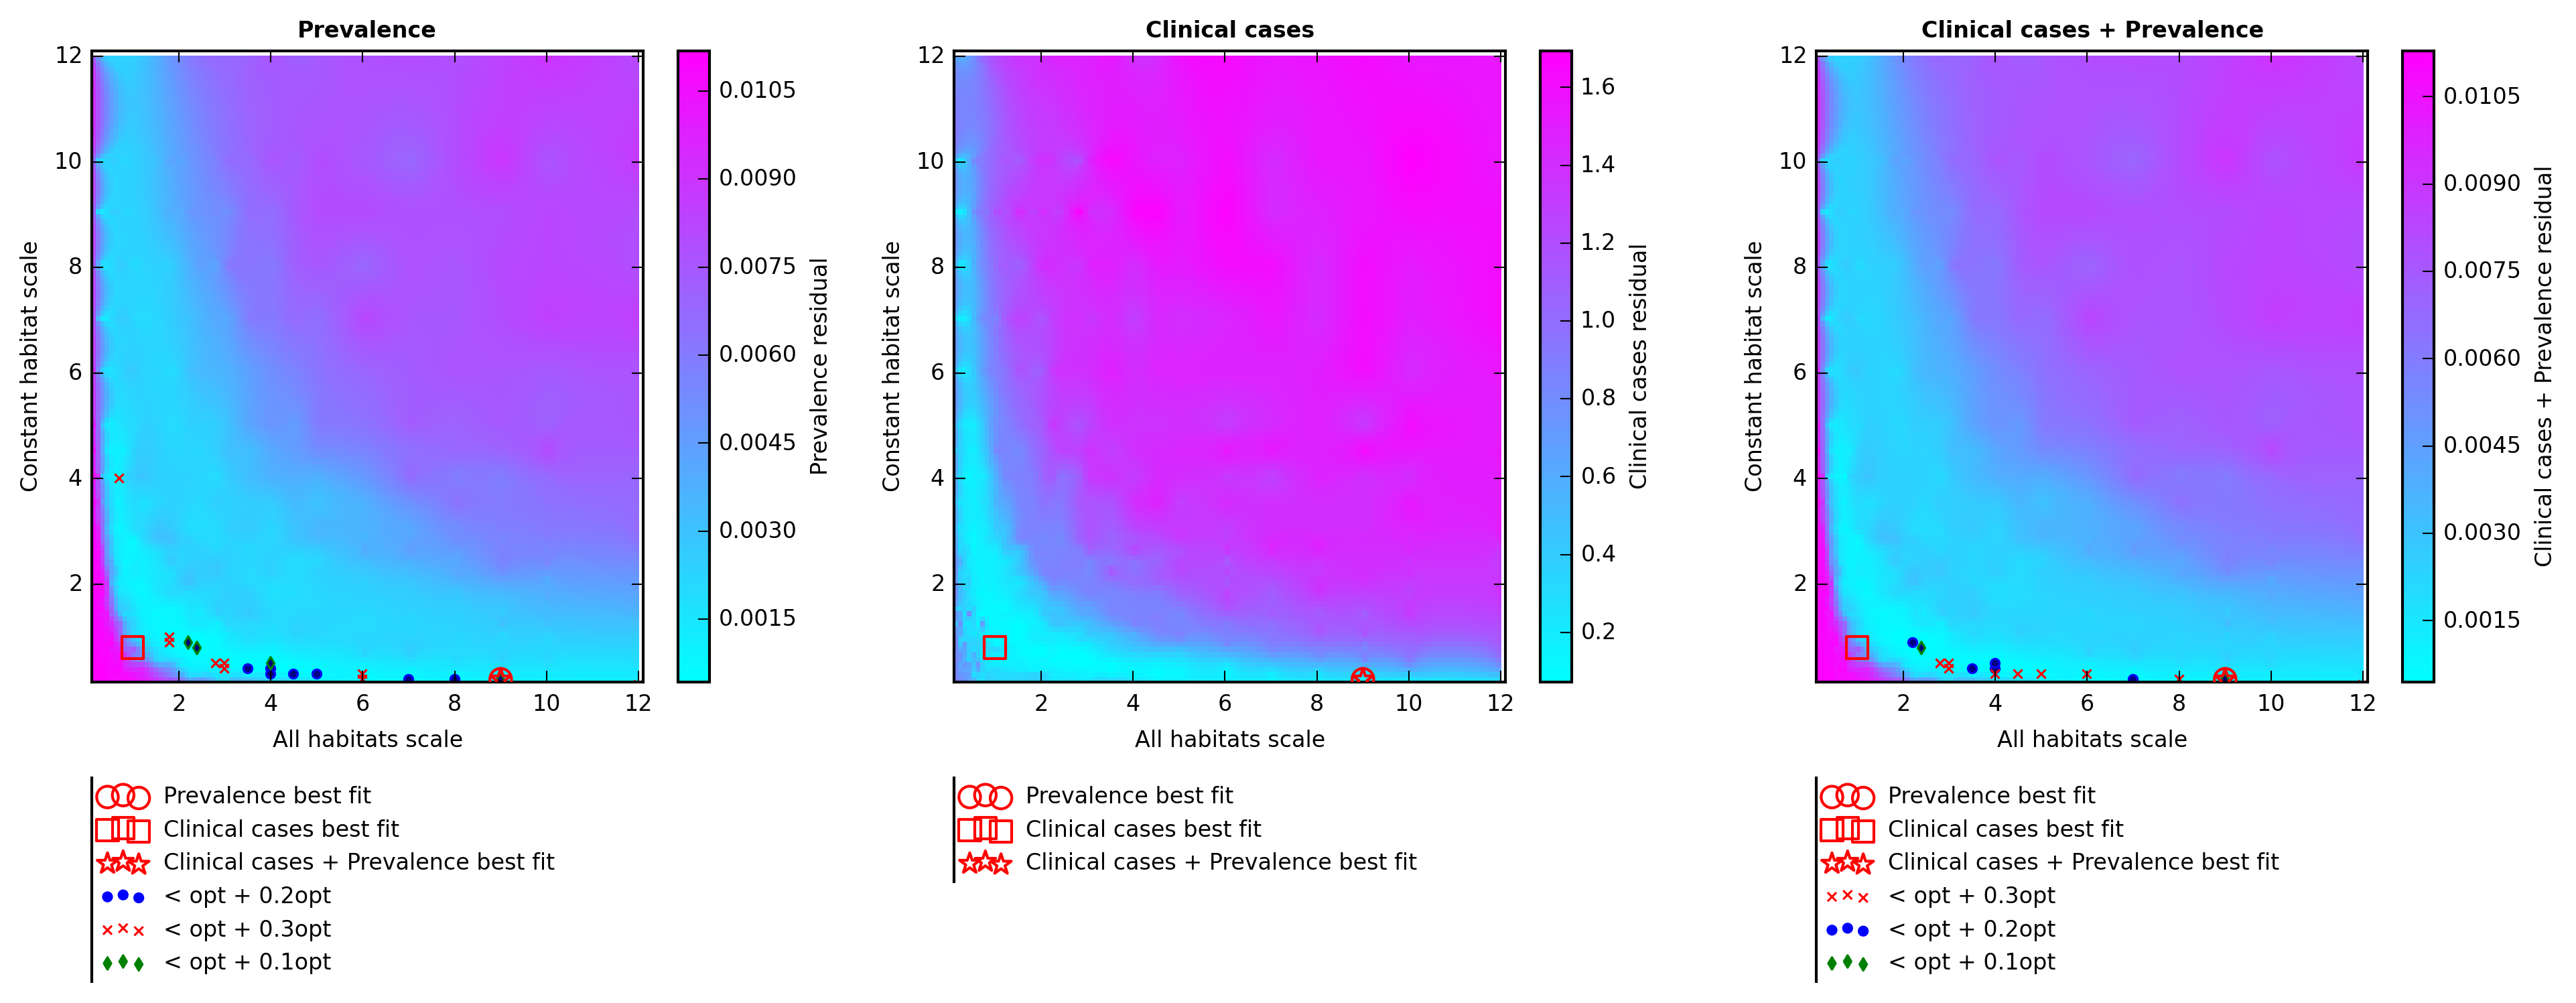 Prevalence
12
10
8
6
4
2
Constant habitat scale
2 4 6 8 10 12
All habitats scale
0.0105
0.0090
0.0075
0.0060
0.0045
0.0030
0.0015
Prevalence residual
Prevalence best fit
Clinical cases best fit
Clinical cases + Prevalence best fit
< opt + 0.2opt
< opt + 0.3opt
< opt + 0.1opt
Clinical cases
12
10
8
6
4
2
Constant habitat scale
2 4 6 8 10 12
All habitats scale
1.6
1.4
1.2
1.0
0.8
0.6
0.4
0.2
Clinical cases residual
Prevalence best fit
Clinical cases best fit
Clinical cases + Prevalence best fit
Clinical cases + Prevalence
12
10
8
6
4
2
Constant habitat scale
2 4 6 8 10 12
All habitats scale
0.0105
0.0090
0.0075
0.0060
0.0045
0.0030
0.0015
Clinical cases + Prevalence residual
Prevalence best fit
Clinical cases best fit
Clinical cases + Prevalence best fit
< opt + 0.3opt
< opt + 0.2opt
< opt + 0.1opt